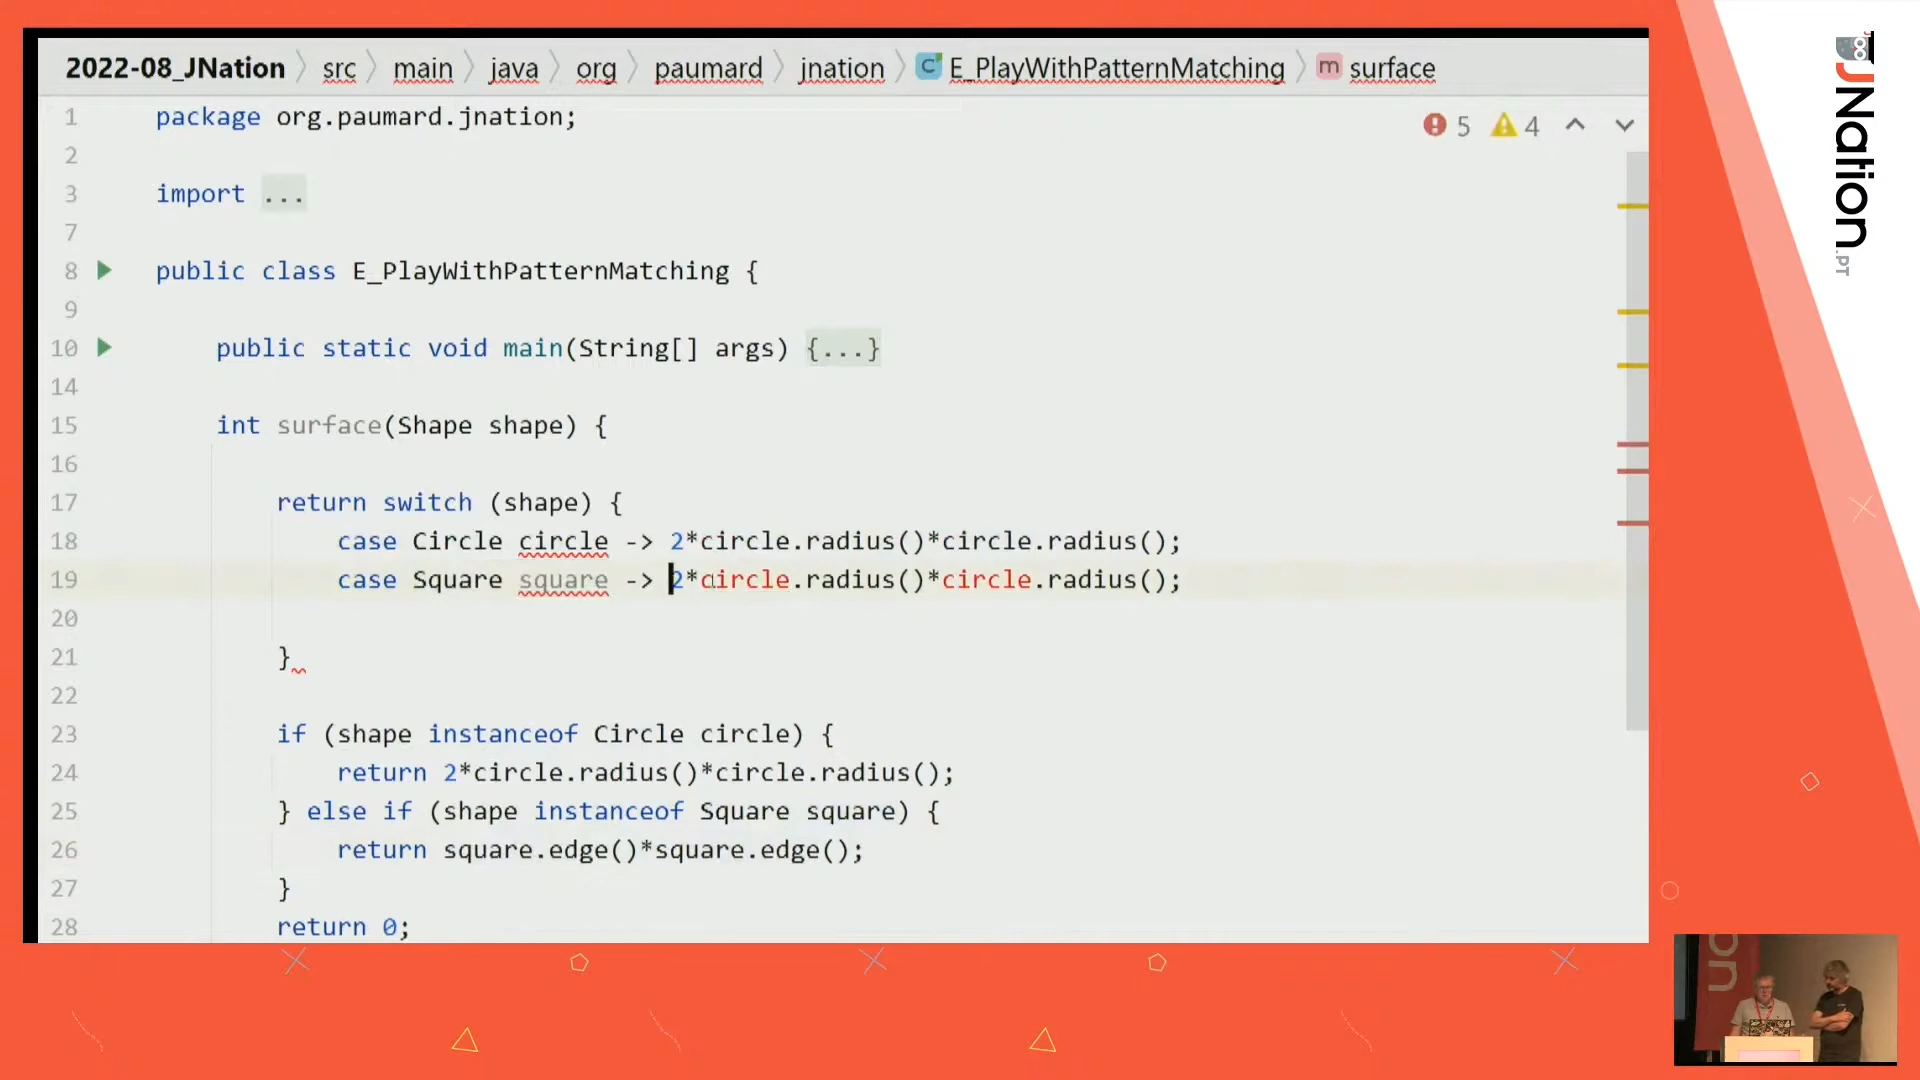 2022-08_JNation src main java org paumard jnation C E_PlayWithPatternMatching m surface
1 package org.paumard.jnation;
5 4
2
3 import ...
7
8 public class E_PlayWithPatternMatching {
9
10 public static void main(String[] args) {...}
14
15 int surface(Shape shape) {
16
17 return switch (shape) {
18 case Circle circle -> 2*circle.radius()*circle.radius();
19 case Square square -> 2*circle.radius()*circle.radius();
20
21 }
22
23 if (shape instanceof Circle circle) {
24 return 2*circle.radius()*circle.radius();
25 } else if (shape instanceof Square square) {
26 return square.edge()*square.edge();
27 }
28 return 0;
JNation.PT
on